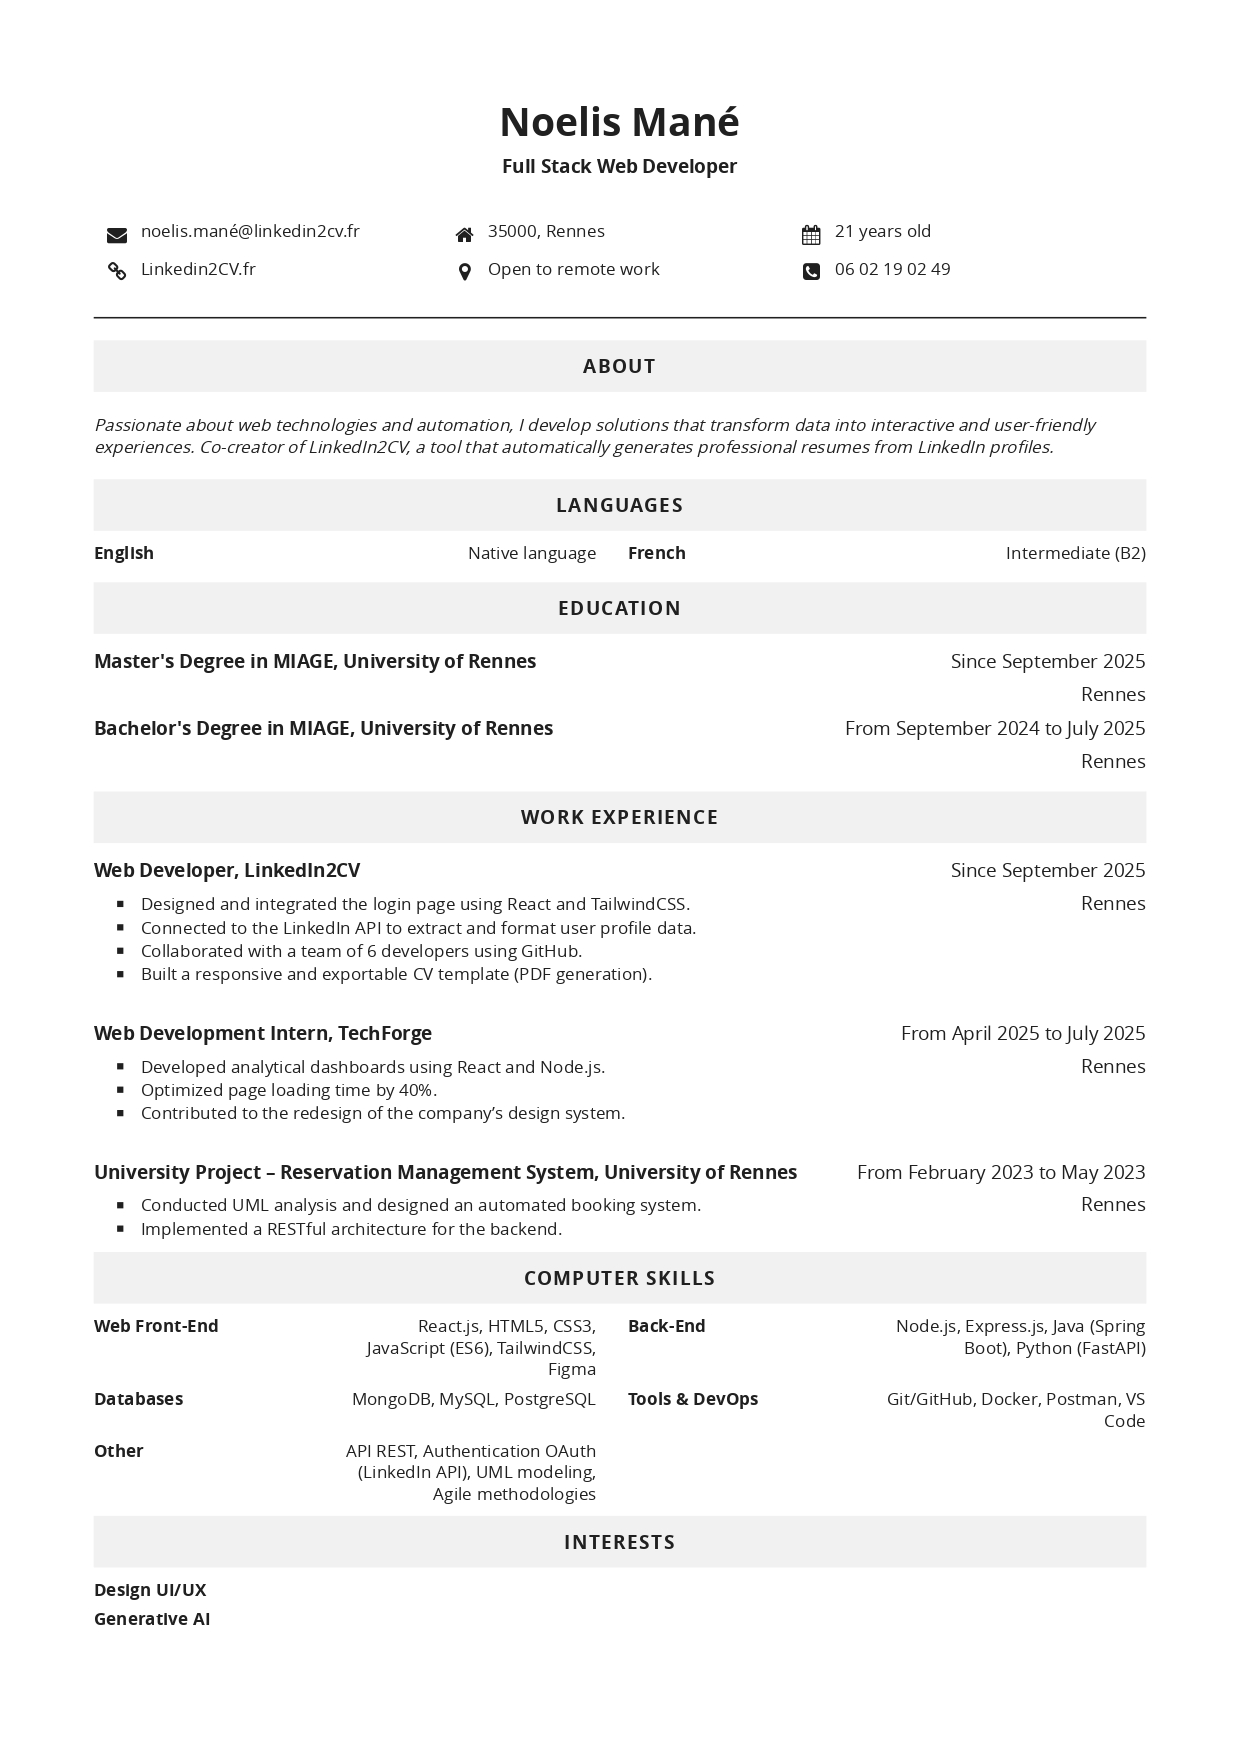 Noelis Mané
Full Stack Web Developer
noelis.mané@linkedin2cv.fr
35000, Rennes
21 years old
Linkedin2CV.fr
Open to remote work
06 02 19 02 49
ABOUT
Passionate about web technologies and automation, I develop solutions that transform data into interactive and user-friendly
experiences. Co-creator of LinkedIn2CV, a tool that automatically generates professional resumes from LinkedIn profiles.
LANGUAGES
English Native language
French Intermediate (B2)
EDUCATION
Master's Degree in MIAGE, University of Rennes Since September 2025
Rennes
Bachelor's Degree in MIAGE, University of Rennes From September 2024 to July 2025
Rennes
WORK EXPERIENCE
Web Developer, LinkedIn2CV Since September 2025
▪ Designed and integrated the login page using React and TailwindCSS. Rennes
▪ Connected to the LinkedIn API to extract and format user profile data.
▪ Collaborated with a team of 6 developers using GitHub.
▪ Built a responsive and exportable CV template (PDF generation).
Web Development Intern, TechForge From April 2025 to July 2025
▪ Developed analytical dashboards using React and Node.js. Rennes
▪ Optimized page loading time by 40%.
▪ Contributed to the redesign of the company’s design system.
University Project – Reservation Management System, University of Rennes From February 2023 to May 2023
▪ Conducted UML analysis and designed an automated booking system. Rennes
▪ Implemented a RESTful architecture for the backend.
COMPUTER SKILLS
Web Front-End React.js, HTML5, CSS3,
JavaScript (ES6), TailwindCSS,
Figma
Back-End Node.js, Express.js, Java (Spring
Boot), Python (FastAPI)
Databases MongoDB, MySQL, PostgreSQL
Tools & DevOps Git/GitHub, Docker, Postman, VS
Code
Other API REST, Authentication OAuth
(LinkedIn API), UML modeling,
Agile methodologies
INTERESTS
Design UI/UX
Generative AI